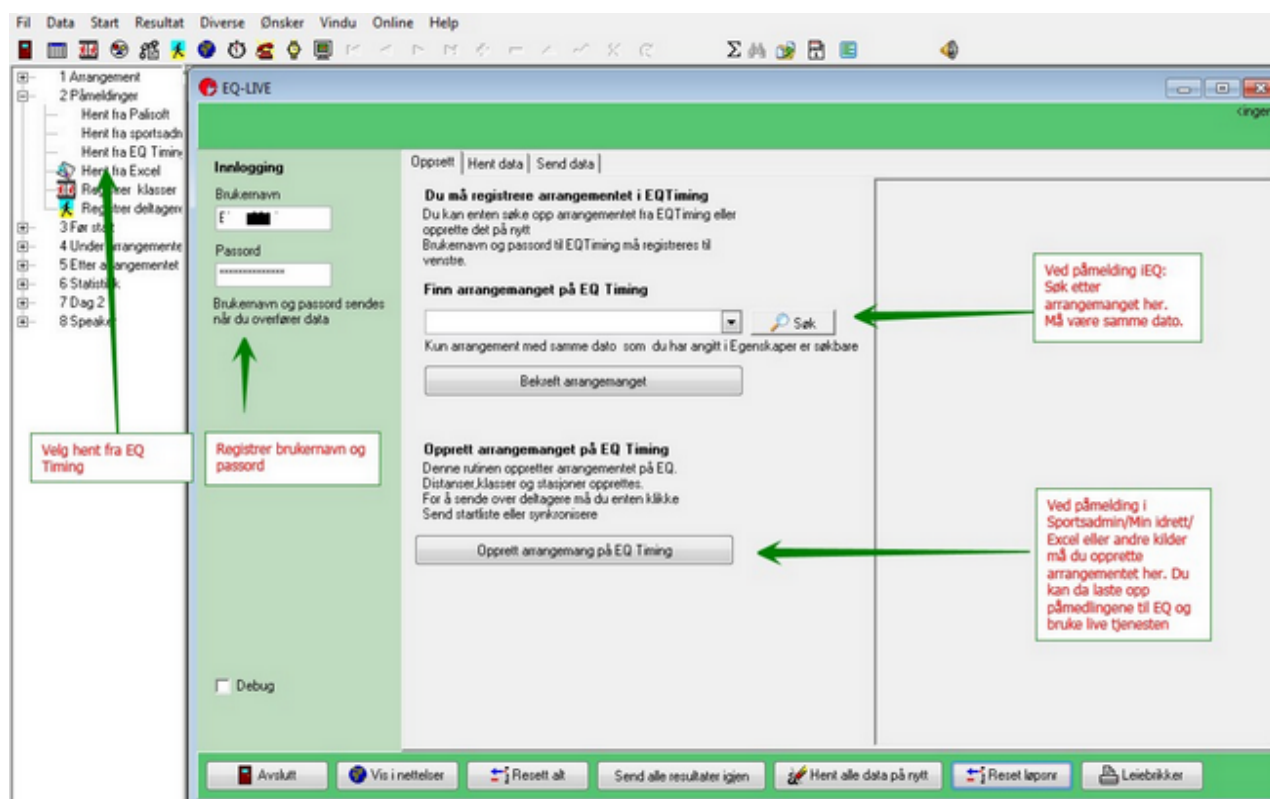 Fil Data Start Resultat Diverse Ønsker Vindu Online Help
1 Arrangement
2 Påmeldinger
Hent fra Palisoft
Hent fra sportsadn
Hent fra EQ Timing
Hent fra Excel
Registrer klasser
Registrer deltagere
3 Før start
4 Under arrangemente
5 Etter arrangementet
6 Statistikk
7 Dag 2
8 Speaker
Velg hent fra EQ
Timing
EQ-LIVE
<ingen
Innlogging
Brukernavn
E
Passord
***************
Brukernavn og passord sendes
når du overfører data
Registrer brukernavn og
passord
Debug
Oppsett Hent data Send data
Du må registrere arrangementet i EQTiming
Du kan enten søke opp arrangementet fra EQTiming eller
opprette det på nytt
Brukernavn og passord til EQTiming må registreres til
venstre.
Finn arrangemanget på EQ Timing
Søk
Kun arrangement med samme dato som du har angitt i Egenskaper er søkbare
Bekreft arrangemanget
Opprett arrangemanget på EQ Timing
Denne rutinen oppretter arrangementet på EQ.
Distanser,klasser og stasjoner opprettes.
For å sende over deltagere må du enten klikke
Send startliste eller synkronisere
Opprett arrangemang på EQ Timing
Ved påmelding iEQ:
Søk etter
arrangemanget her.
Må være samme dato.
Ved påmelding i
Sportsadmin/Min idrett/
Excel eller andre kilder
må du opprette
arrangementet her. Du
kan da laste opp
påmedlingene til EQ og
bruke live tjenesten
Avslutt Vis i nettelser Resett alt Send alle resultater igjen Hent alle data på nytt Reset løpsnr Leiebrikker